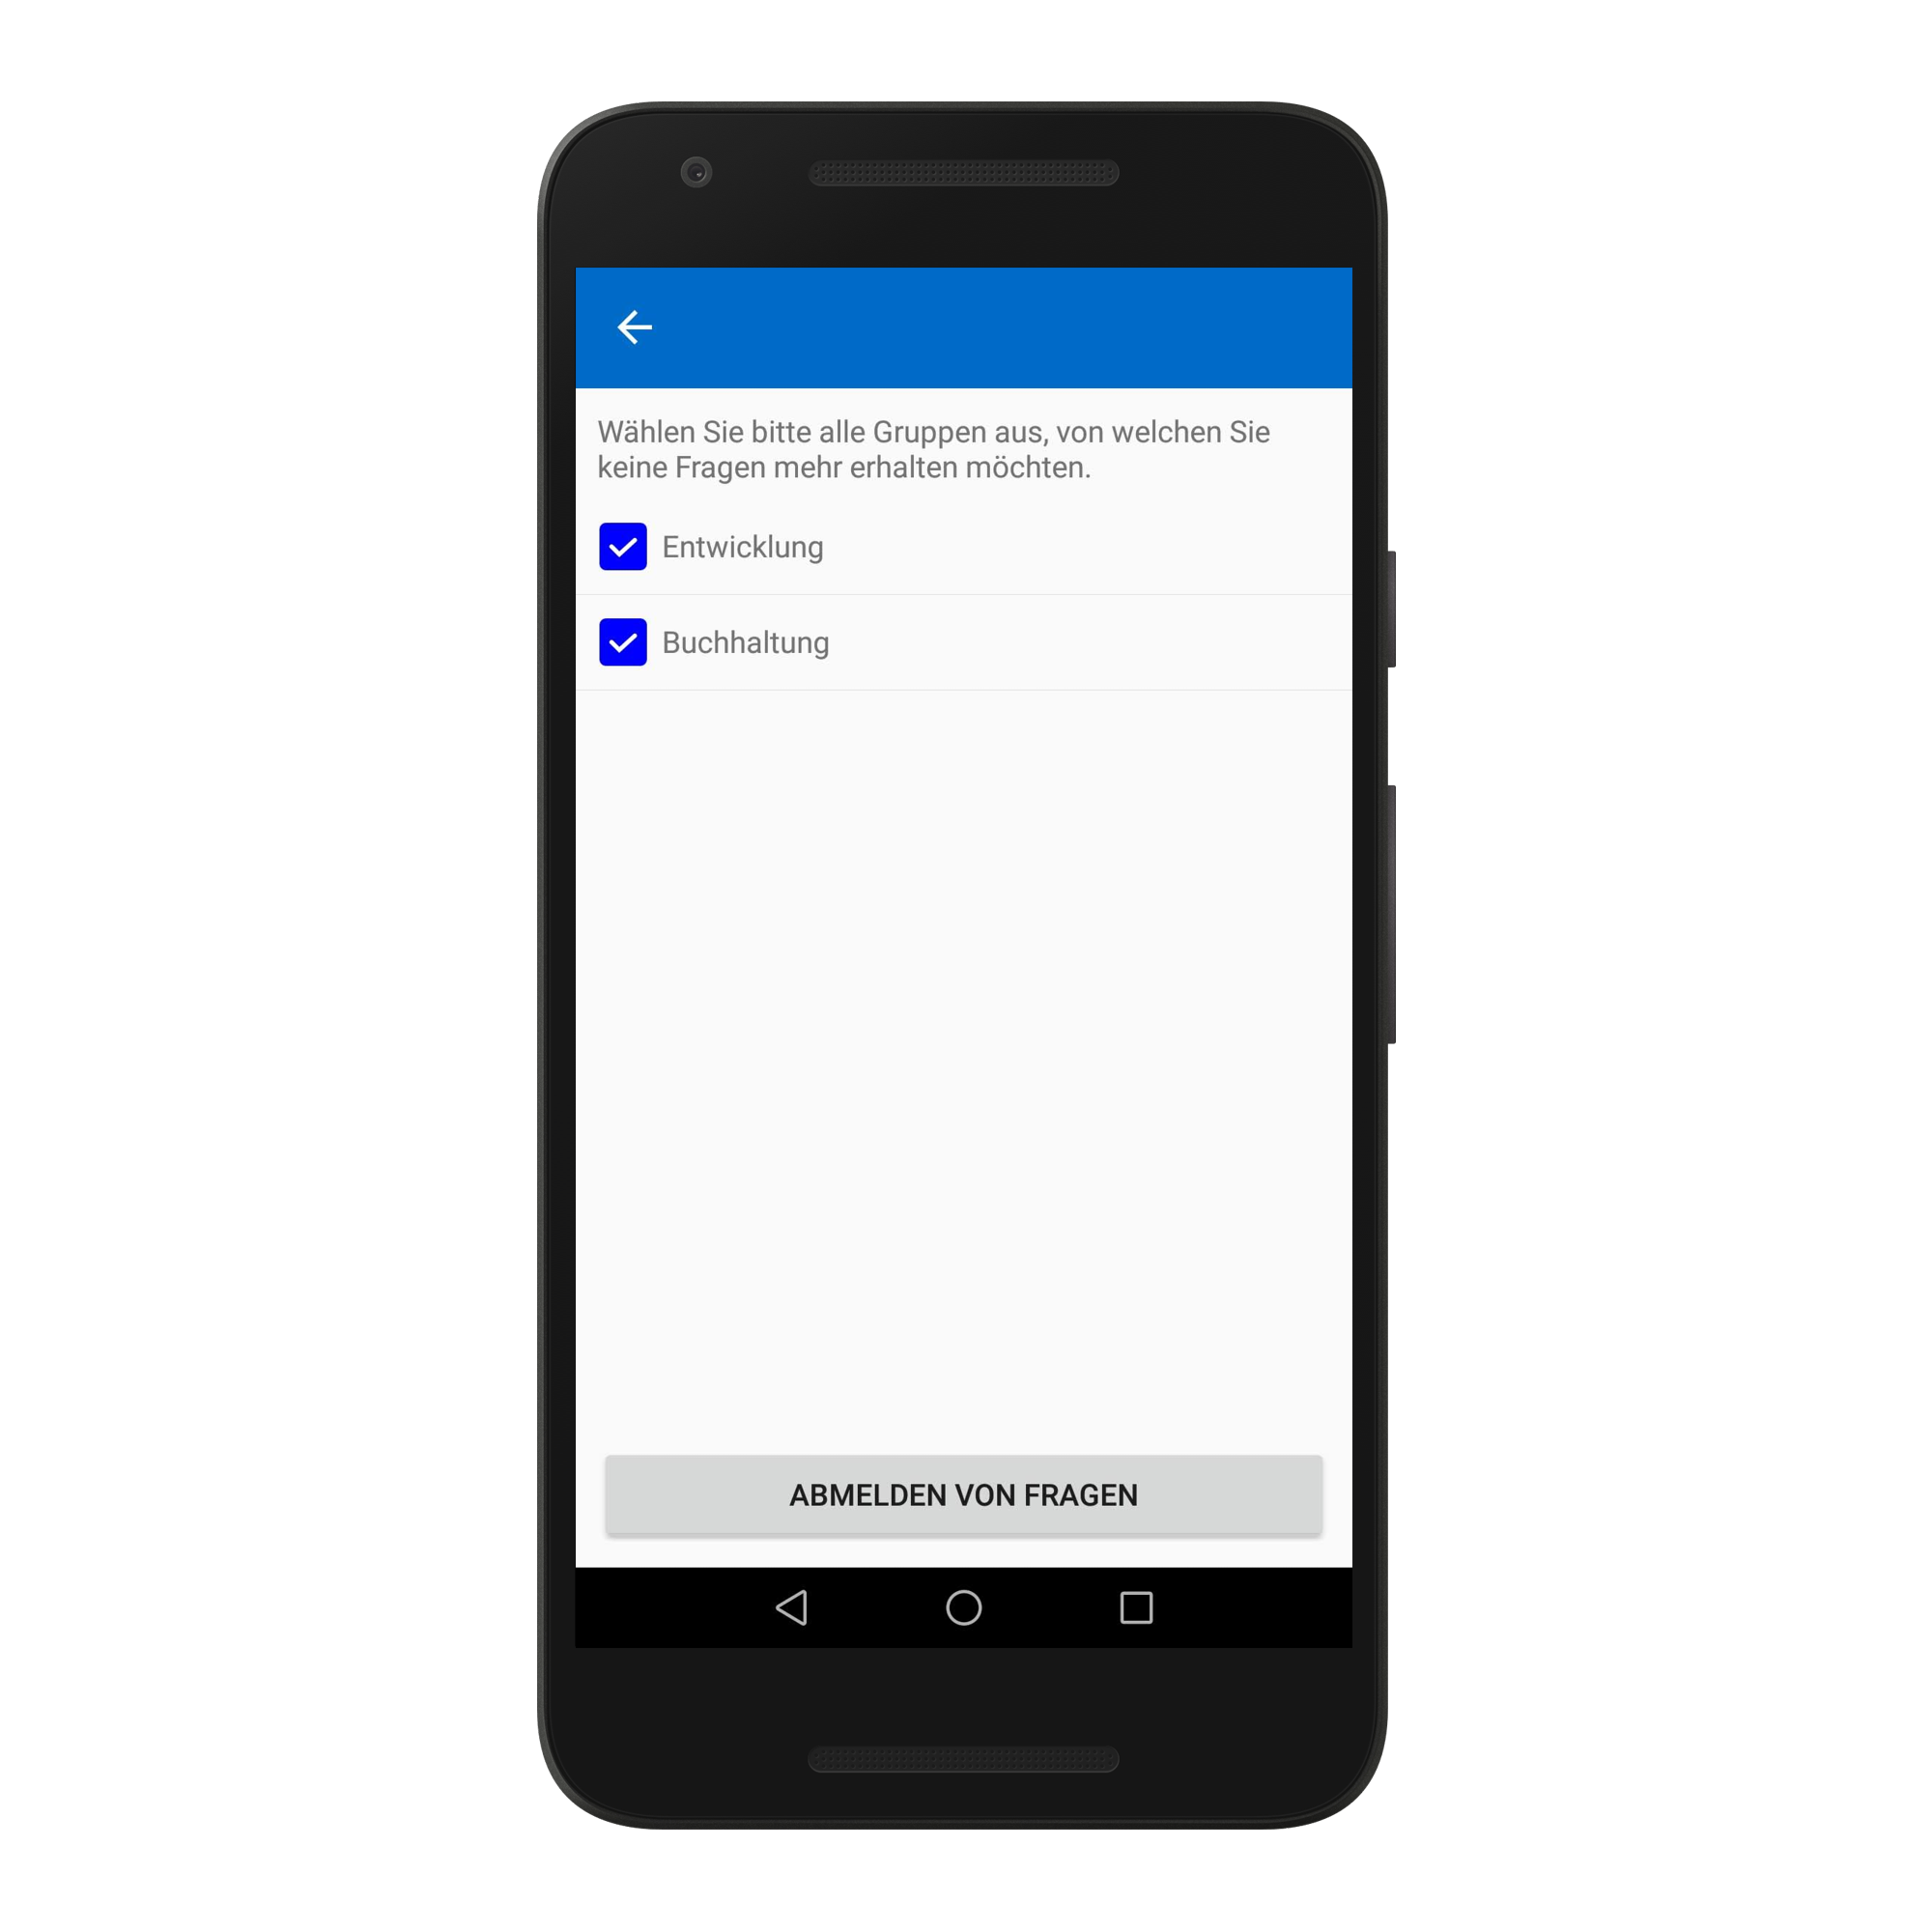 Wählen Sie bitte alle Gruppen aus, von welchen Sie
keine Fragen mehr erhalten möchten.
Entwicklung
Buchhaltung
ABMELDEN VON FRAGEN